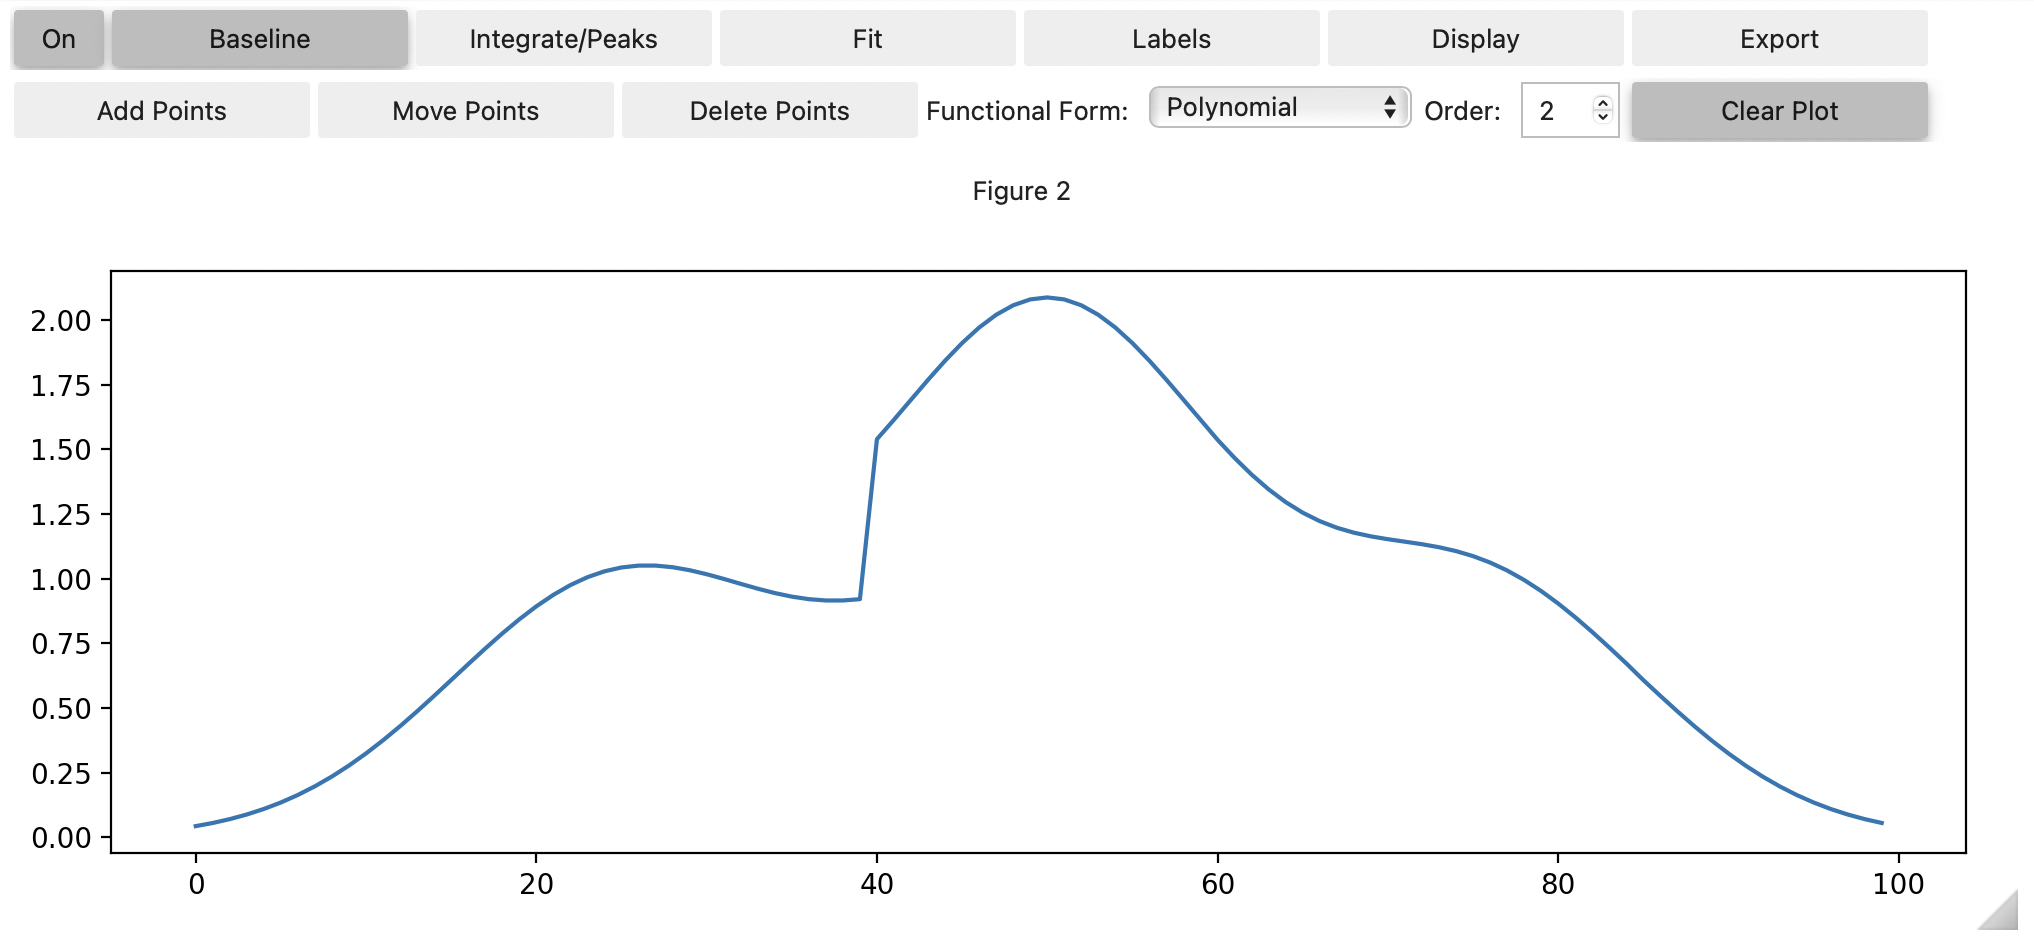 On Baseline Integrate/Peaks Fit Labels Display Export
Add Points Move Points Delete Points Functional Form: Polynomial Order: 2 Clear Plot
Figure 2
2.00
1.75
1.50
1.25
1.00
0.75
0.50
0.25
0.00
0 20 40 60 80 100